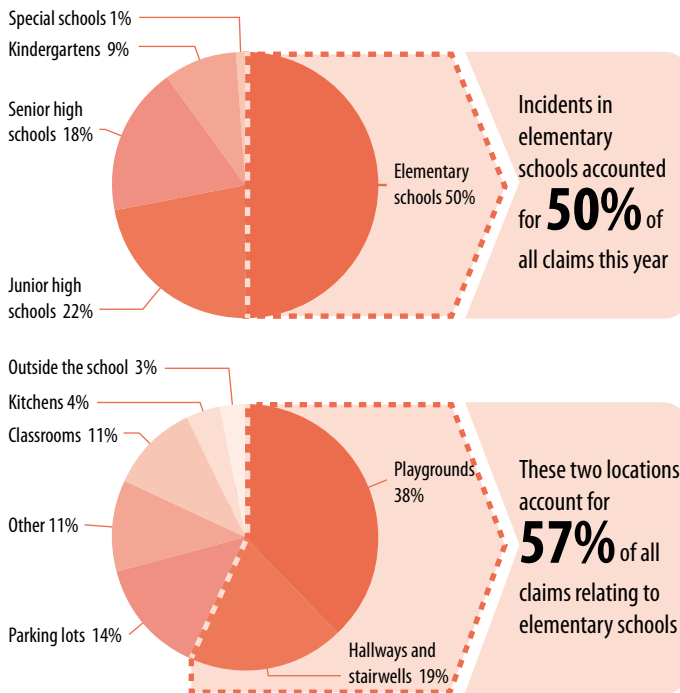 Special schools 1%
Kindergartens 9%
Senior high
schools 18%
Junior high
schools 22%
Elementary
schools 50%
Incidents in
elementary
schools accounted
for 50% of
all claims this year
Outside the school 3%
Kitchens 4%
Classrooms 11%
Other 11%
Parking lots 14%
Playgrounds
38%
Hallways and
stairwells 19%
These two locations
account for
57% of all
claims relating to
elementary schools